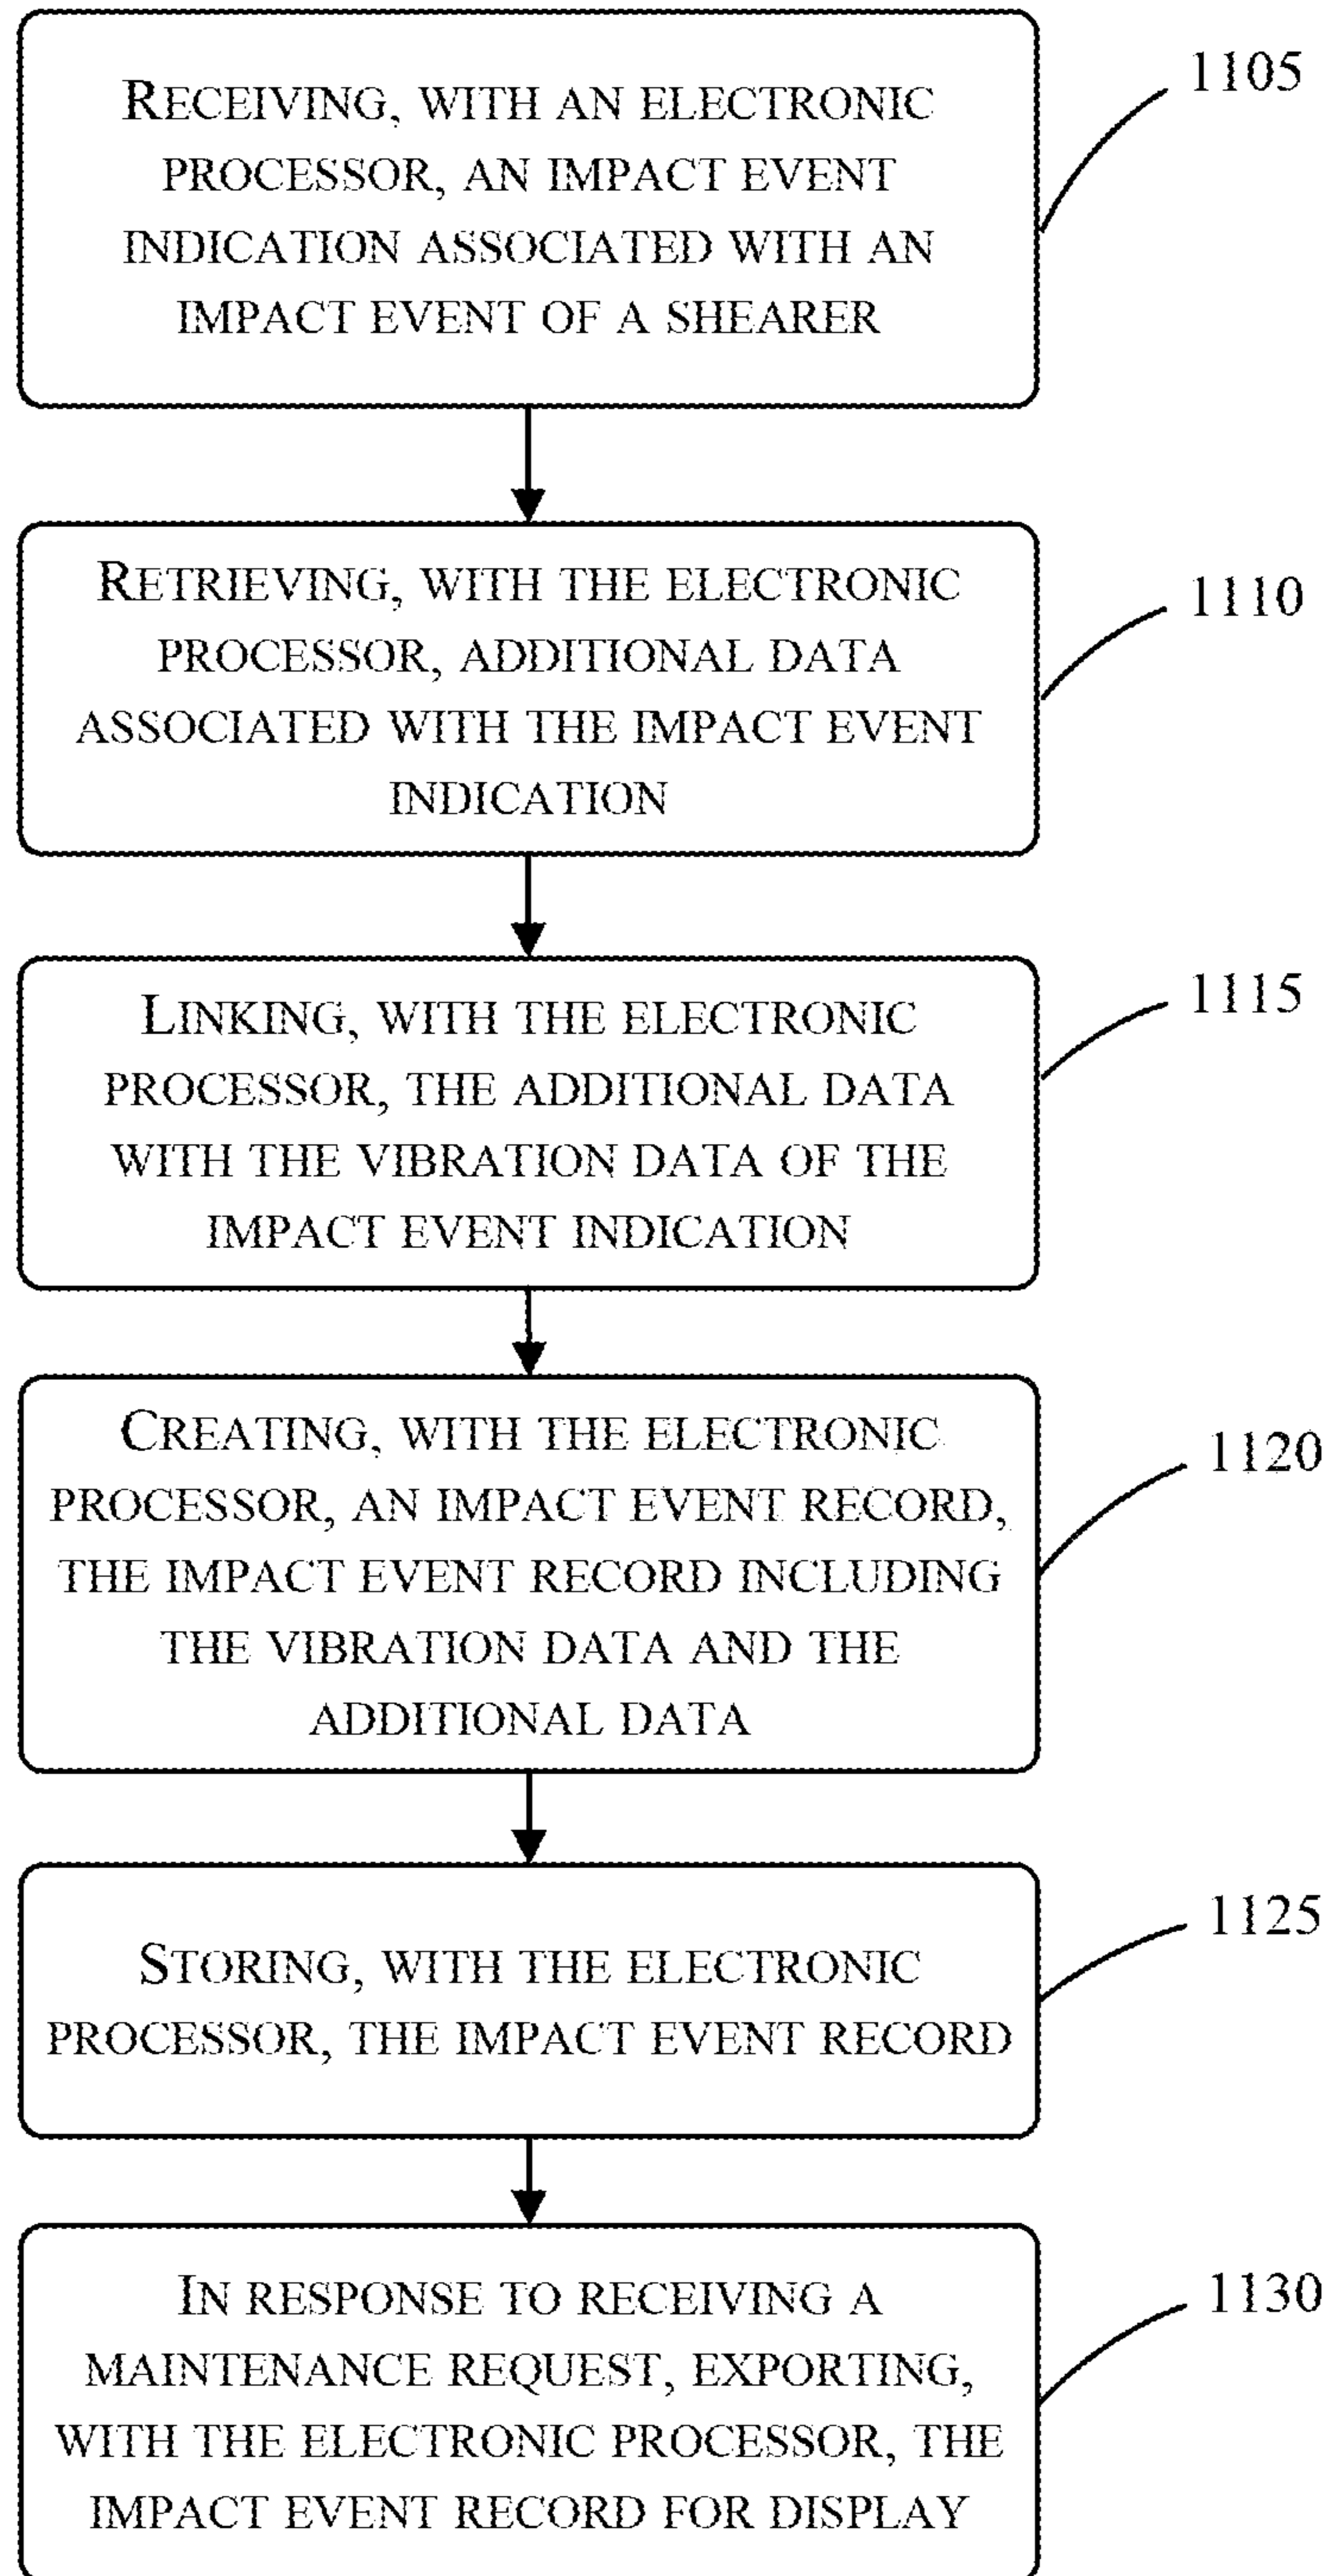 RECEIVING, WITH AN ELECTRONIC
PROCESSOR, AN IMPACT EVENT
INDICATION ASSOCIATED WITH AN
IMPACT EVENT OF A SHEARER
1105
RETRIEVING, WITH THE ELECTRONIC
PROCESSOR, ADDITIONAL DATA
ASSOCIATED WITH THE IMPACT EVENT
INDICATION
1110
LINKING, WITH THE ELECTRONIC
PROCESSOR, THE ADDITIONAL DATA
WITH THE VIBRATION DATA OF THE
IMPACT EVENT INDICATION
1115
CREATING, WITH THE ELECTRONIC
PROCESSOR, AN IMPACT EVENT RECORD,
THE IMPACT EVENT RECORD INCLUDING
THE VIBRATION DATA AND THE
ADDITIONAL DATA
1120
STORING, WITH THE ELECTRONIC
PROCESSOR, THE IMPACT EVENT RECORD
1125
IN RESPONSE TO RECEIVING A
MAINTENANCE REQUEST, EXPORTING,
WITH THE ELECTRONIC PROCESSOR, THE
IMPACT EVENT RECORD FOR DISPLAY
1130